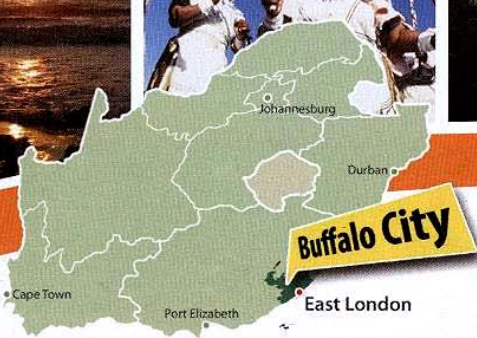 Johannesburg
Durban
Buffalo City
Cape Town
East London
Port Elizabeth